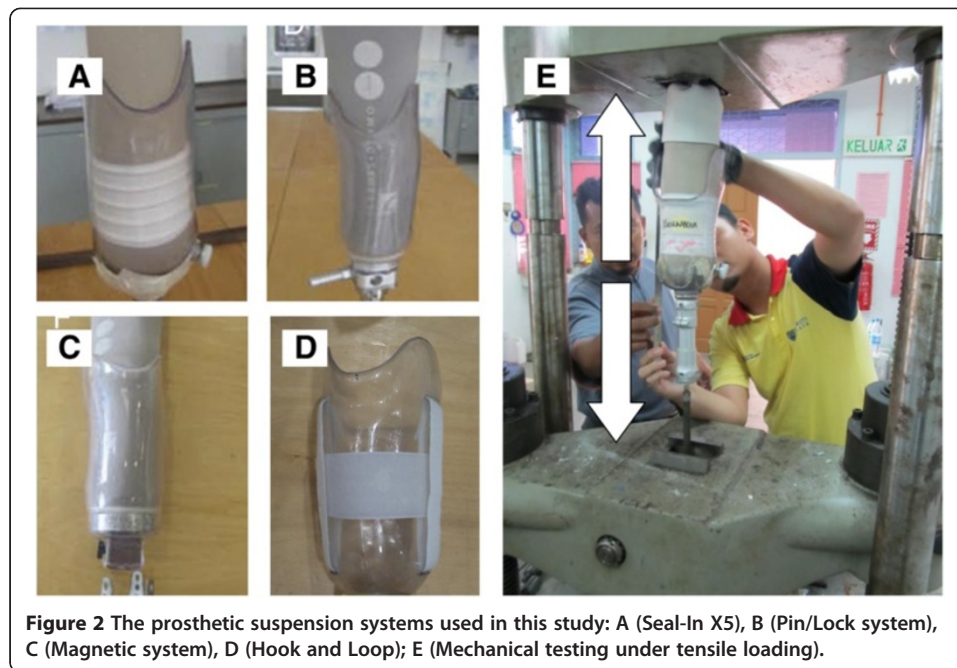 A
B
E
KELUAR
C
D
Figure 2 The prosthetic suspension systems used in this study: A (Seal-In X5), B (Pin/Lock system),
C (Magnetic system), D (Hook and Loop); E (Mechanical testing under tensile loading).